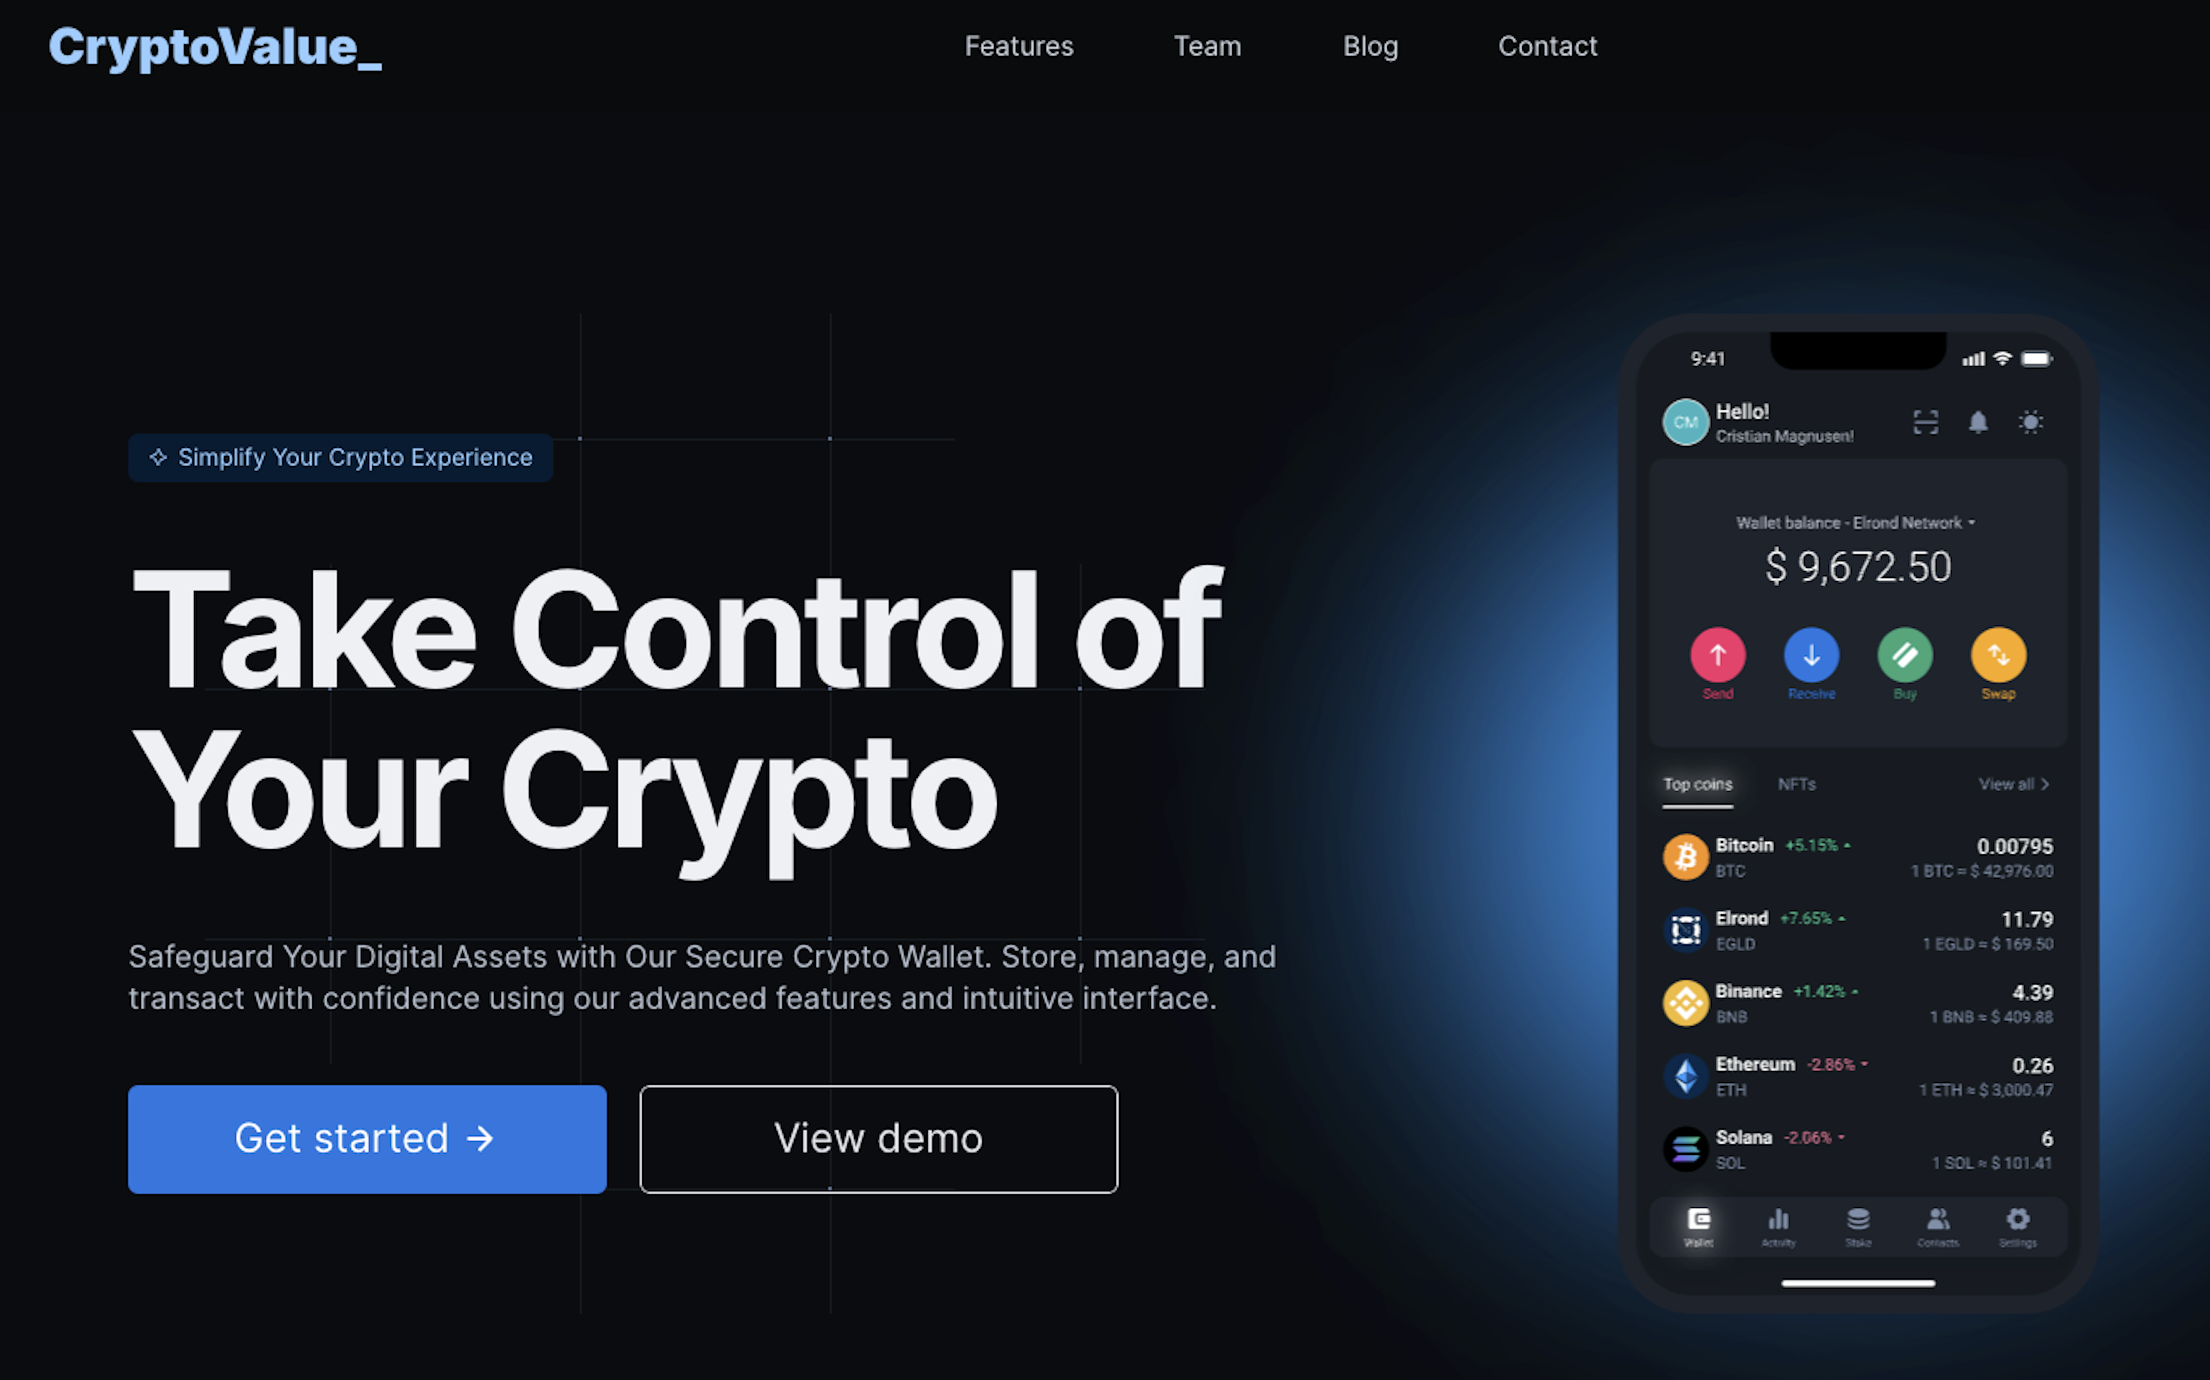 CryptoValue_
Features
Team
Blog
Contact
Simplify Your Crypto Experience
Take Control of
Your Crypto
Safeguard Your Digital Assets with Our Secure Crypto Wallet. Store, manage, and
transact with confidence using our advanced features and intuitive interface.
Get started →
View demo
9:41
CM
Hello!
Cristian Magnusen!
Wallet balance - Elrond Network
$ 9,672.50
Send
Receive
Buy
Swap
Top coins
NFTs
View all >
Bitcoin +5.15%
0.00795
BTC
1 BTC ≈ $ 42,976.00
Elrond +7.65%
11.79
EGLD
1 EGLD ≈ $ 169.50
Binance +1.42%
4.39
BNB
1 BNB ≈ $ 409.88
Ethereum -2.86%
0.26
ETH
1 ETH ≈ $ 3,000.47
Solana -2.06%
6
SOL
1 SOL ≈ $ 101.41
Wallet
Activity
Stake
Contacts
Settings